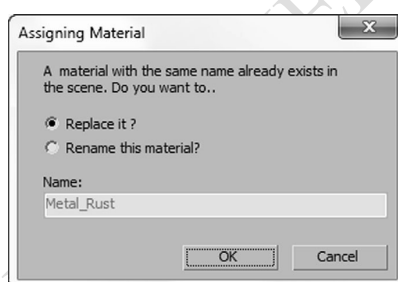 Assigning Material
A material with the same name already exists in
the scene. Do you want to..
Replace it ?
Rename this material?
Name:
Metal_Rust
OK
Cancel